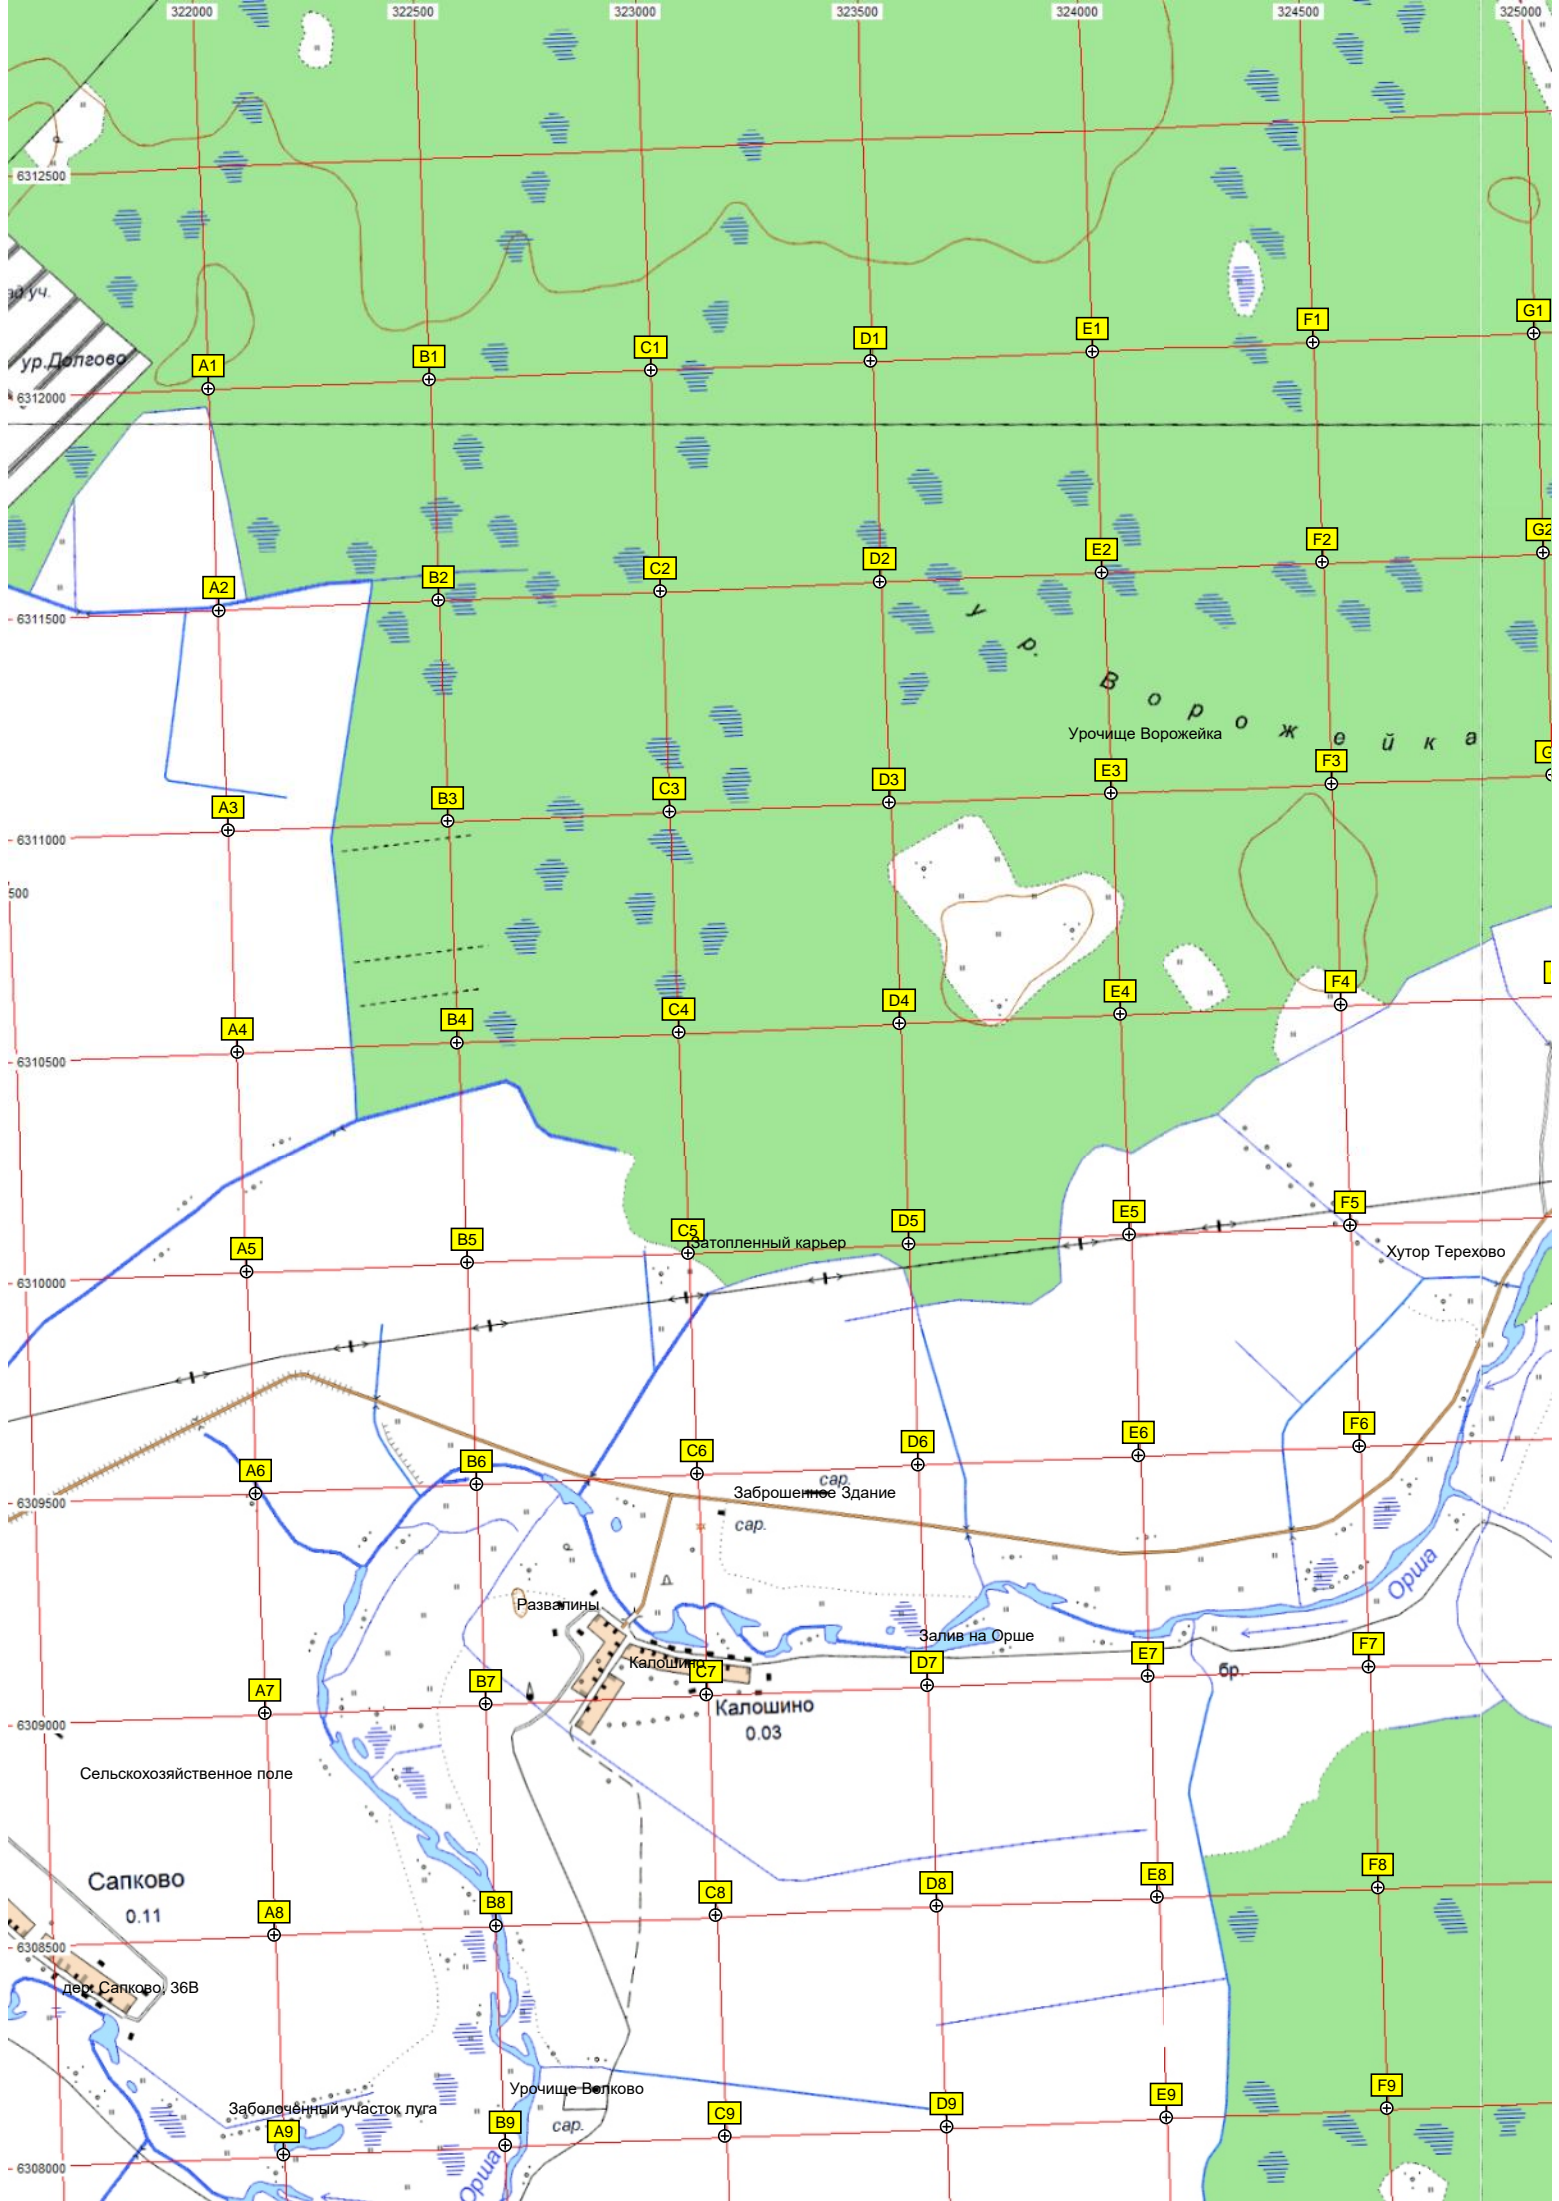 322000 322500 323000 323500 324000 324500 325000
6312500
ад.уч.
ур.Долгово
A1 B1 C1 D1 E1 F1 G1
6312000
A2 B2 C2 D2 E2 F2 G2
6311500
ур. Ворожейка
Урочище Ворожейка
A3 B3 C3 D3 E3 F3 G
6311000
500
A4 B4 C4 D4 E4 F4
6310500
A5 B5 C5 D5 E5 F5
Затопленный карьер
Хутор Терехово
6310000
A6 B6 C6 D6 E6 F6
сар.
Заброшенное Здание
6309500
сар.
Орша
Развалины
Залив на Орше
Калошино
A7 B7 C7 D7 E7 F7
бр.
Калошино
0.03
6309000
Сельскохозяйственное поле
Сапково
0.11
A8 B8 C8 D8 E8 F8
6308500
дер. Сапково, 36В
Урочище Волково
Заболоченный участок луга
сар.
A9 B9 C9 D9 E9 F9
6308000
Орша